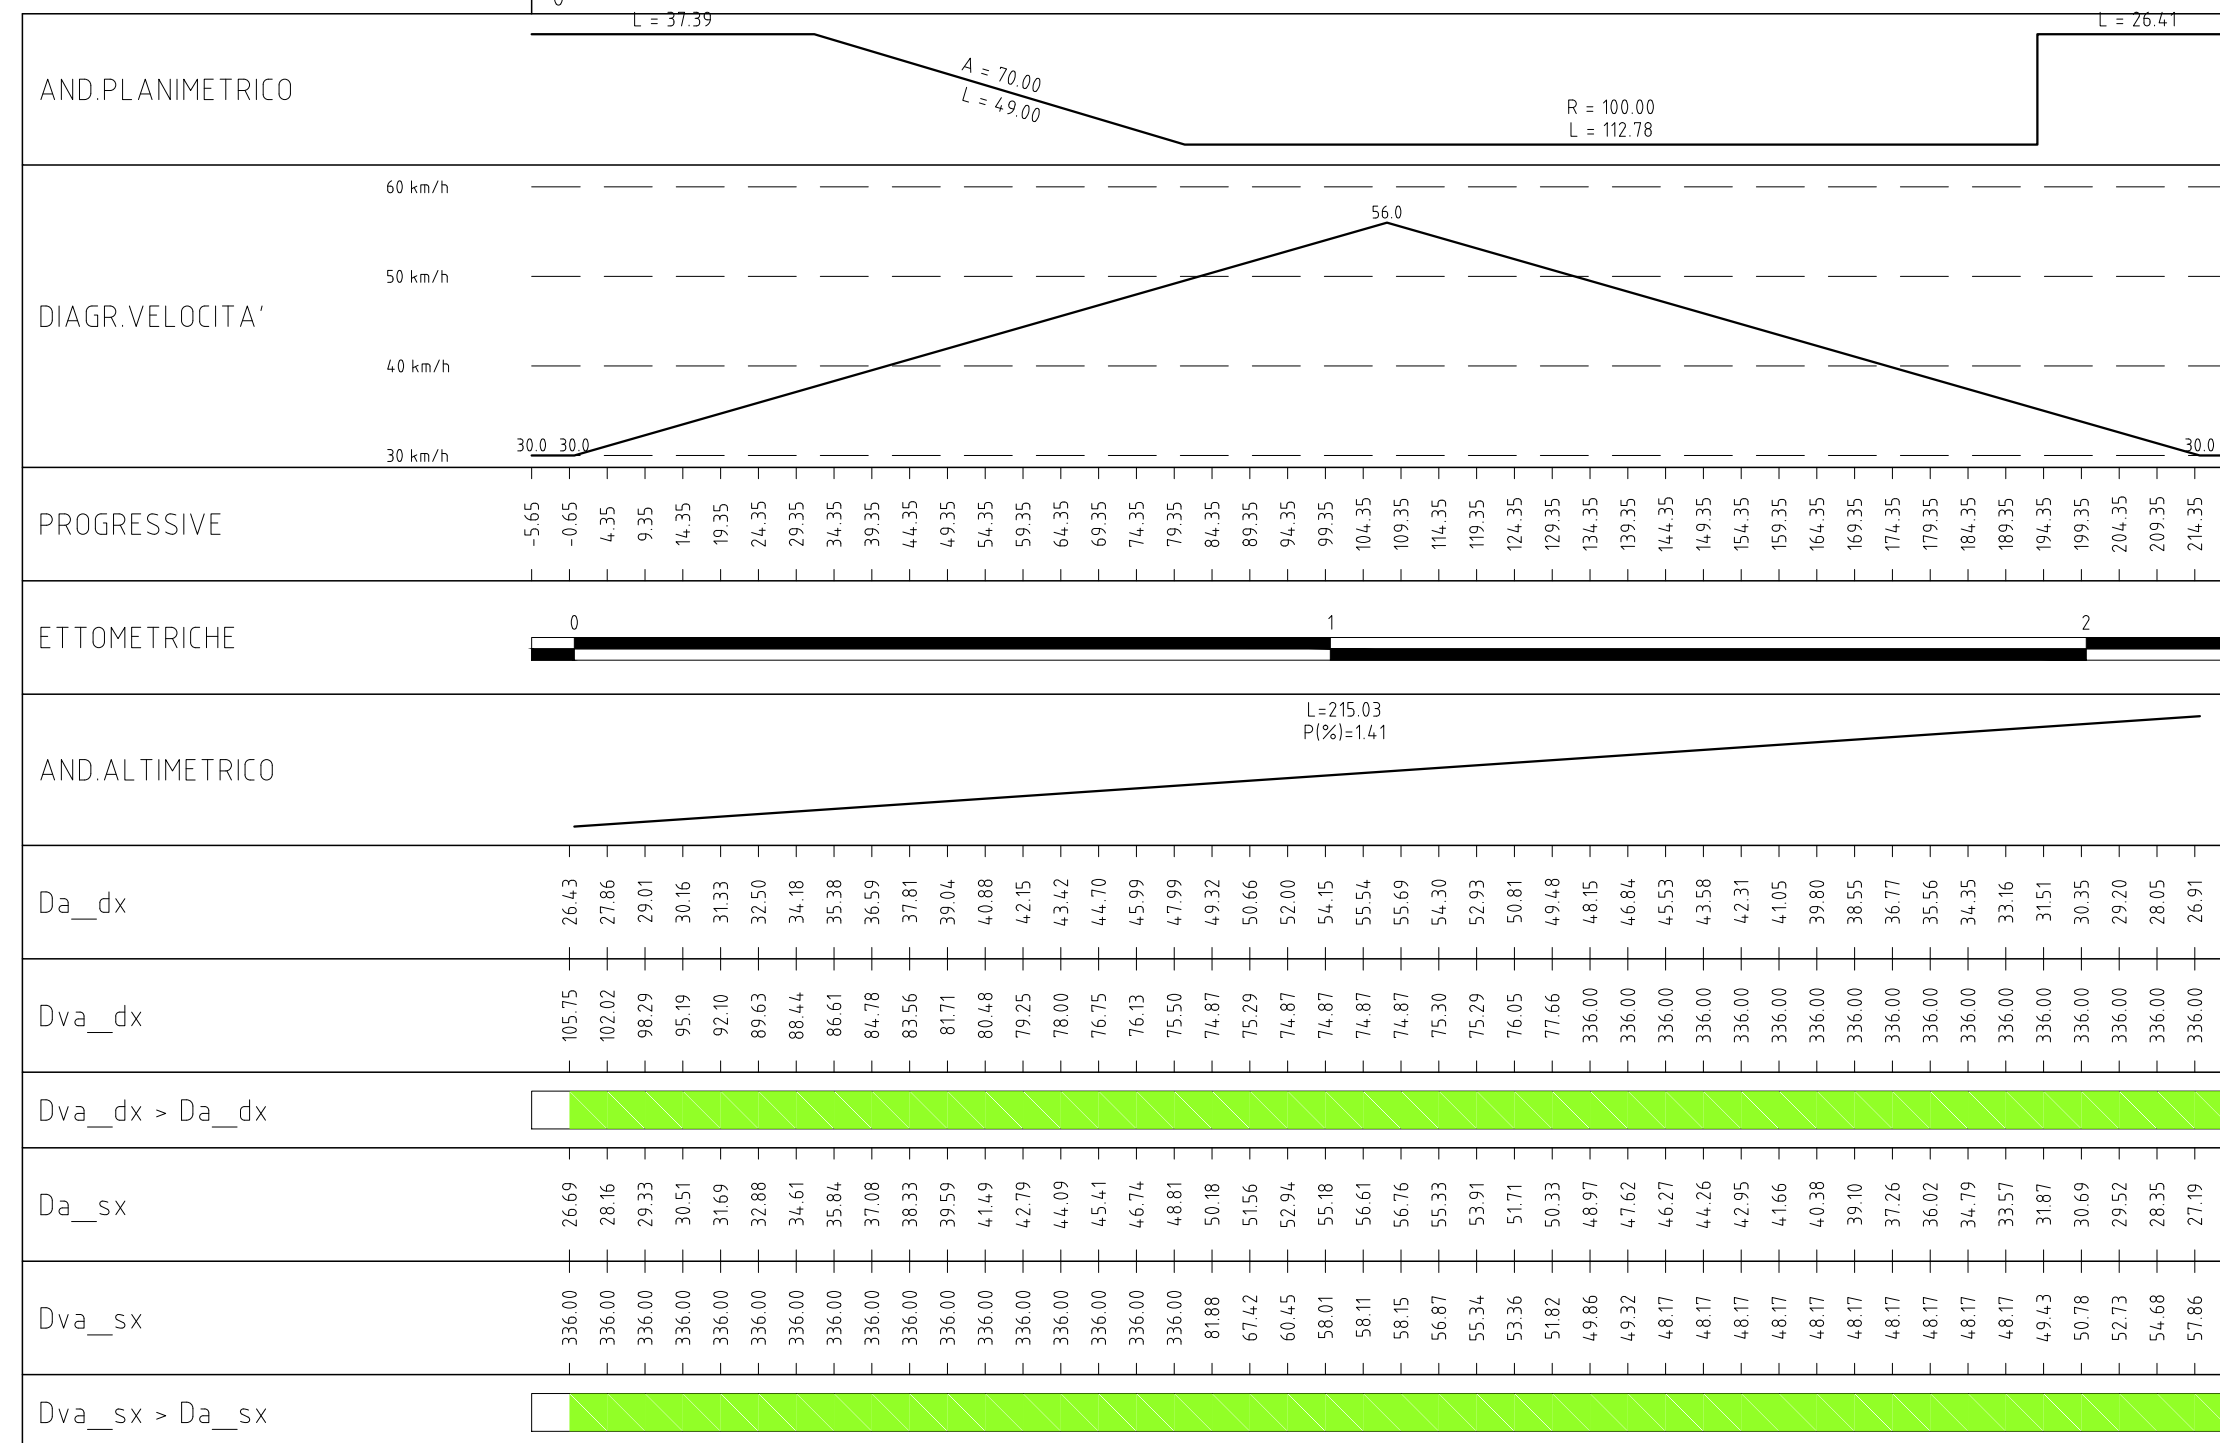 L = 37.39
L = 26.41
AND.PLANIMETRICO
A = 70.00
L = 49.00
R = 100.00
L = 112.78
60 km/h
56.0
50 km/h
DIAGR.VELOCITA'
40 km/h
30.0 30.0 30.0
30 km/h
PROGRESSIVE -5.65 -0.65 4.35 9.35 14.35 19.35 24.35 29.35 34.35 39.35 44.35 49.35 54.35 59.35 64.35 69.35 74.35 79.35 84.35 89.35 94.35 99.35 104.35 109.35 114.35 119.35 124.35 129.35 134.35 139.35 144.35 149.35 154.35 159.35 164.35 169.35 174.35 179.35 184.35 189.35 194.35 199.35 204.35 209.35 214.35
0 1 2
ETTOMETRICHE
L=215.03
P(%)=1.41
AND.ALTIMETRICO
Da_dx 26.43 27.86 29.01 30.16 31.33 32.50 34.18 35.38 36.59 37.81 39.04 40.88 42.15 43.42 44.70 45.99 47.99 49.32 50.66 52.00 54.15 55.54 55.69 54.30 52.93 50.81 49.48 48.15 46.84 45.53 43.58 42.31 41.05 39.80 38.55 36.77 35.56 34.35 33.16 31.51 30.35 29.20 28.05 26.91
Dva_dx 105.75 102.02 98.29 95.19 92.10 89.63 88.44 86.61 84.78 83.56 81.71 80.48 79.25 78.00 76.75 76.13 75.50 74.87 75.29 74.87 74.87 74.87 74.87 75.30 75.29 76.05 77.66 336.00 336.00 336.00 336.00 336.00 336.00 336.00 336.00 336.00 336.00 336.00 336.00 336.00 336.00 336.00 336.00 336.00
Dva_dx > Da_dx
Da_sx 26.69 28.16 29.33 30.51 31.69 32.88 34.61 35.84 37.08 38.33 39.59 41.49 42.79 44.09 45.41 46.74 48.81 50.18 51.56 52.94 55.18 56.61 56.76 55.33 53.91 51.71 50.33 48.97 47.62 46.27 44.26 42.95 41.66 40.38 39.10 37.26 36.02 34.79 33.57 31.87 30.69 29.52 28.35 27.19
Dva_sx 336.00 336.00 336.00 336.00 336.00 336.00 336.00 336.00 336.00 336.00 336.00 336.00 336.00 336.00 336.00 336.00 336.00 81.88 67.42 60.45 58.01 58.11 58.15 56.87 55.34 53.36 51.82 49.86 49.32 48.17 48.17 48.17 48.17 48.17 48.17 48.17 48.17 48.17 48.17 49.43 50.78 52.73 54.68 57.86
Dva_sx > Da_sx